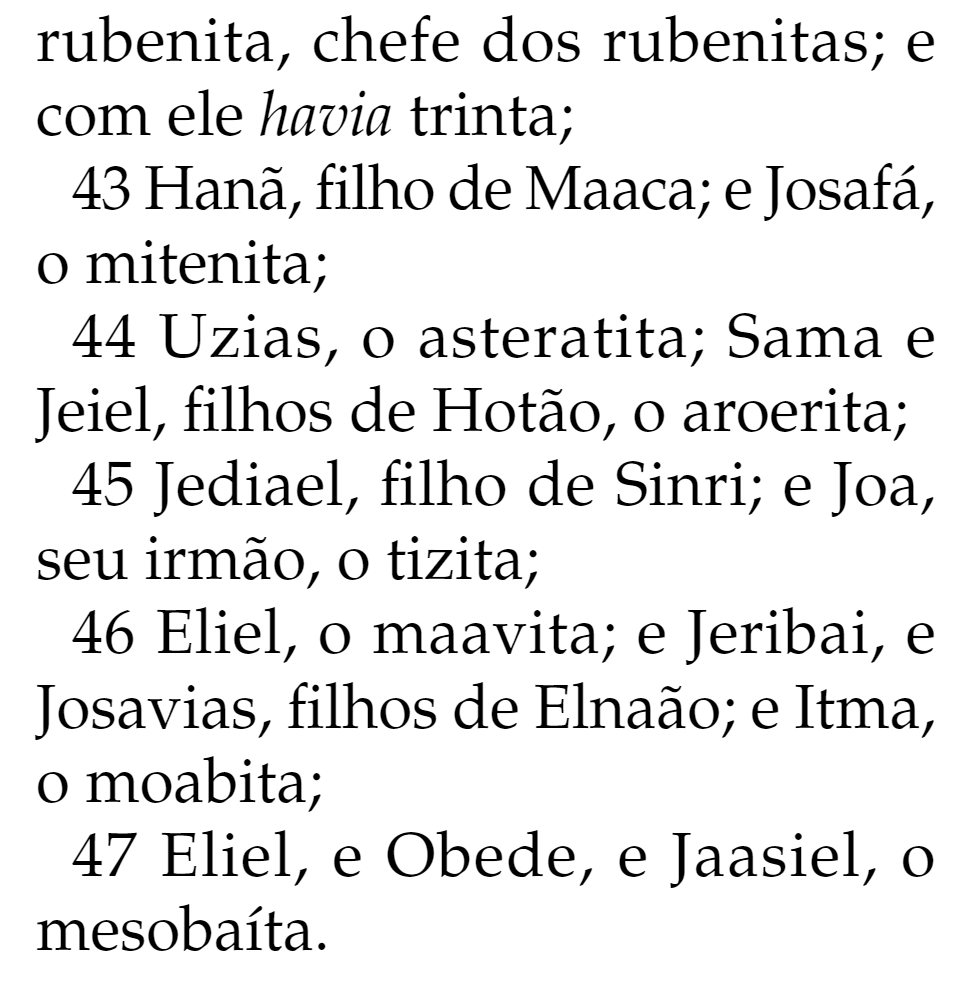 rubenita, chefe dos rubenitas; e
com ele havia trinta;
43 Hanã, filho de Maaca; e Josafá,
o mitenita;
44 Uzias, o asteratita; Sama e
Jeiel, filhos de Hotão, o aroerita;
45 Jediael, filho de Sinri; e Joa,
seu irmão, o tizita;
46 Eliel, o maavita; e Jeribai, e
Josavias, filhos de Elnaão; e Itma,
o moabita;
47 Eliel, e Obede, e Jaasiel, o
mesobaíta.